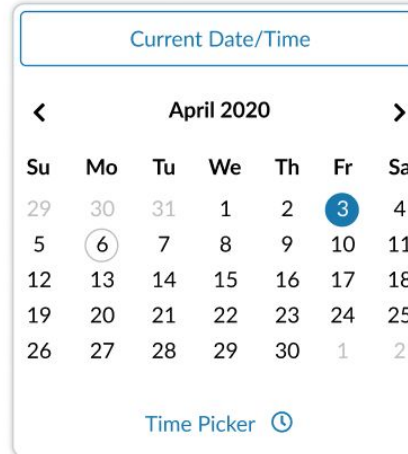 Current Date/Time
April 2020
Su Mo Tu We Th Fr Sa
29 30 31 1 2 3 4
5 6 7 8 9 10 11
12 13 14 15 16 17 18
19 20 21 22 23 24 25
26 27 28 29 30 1 2
Time Picker